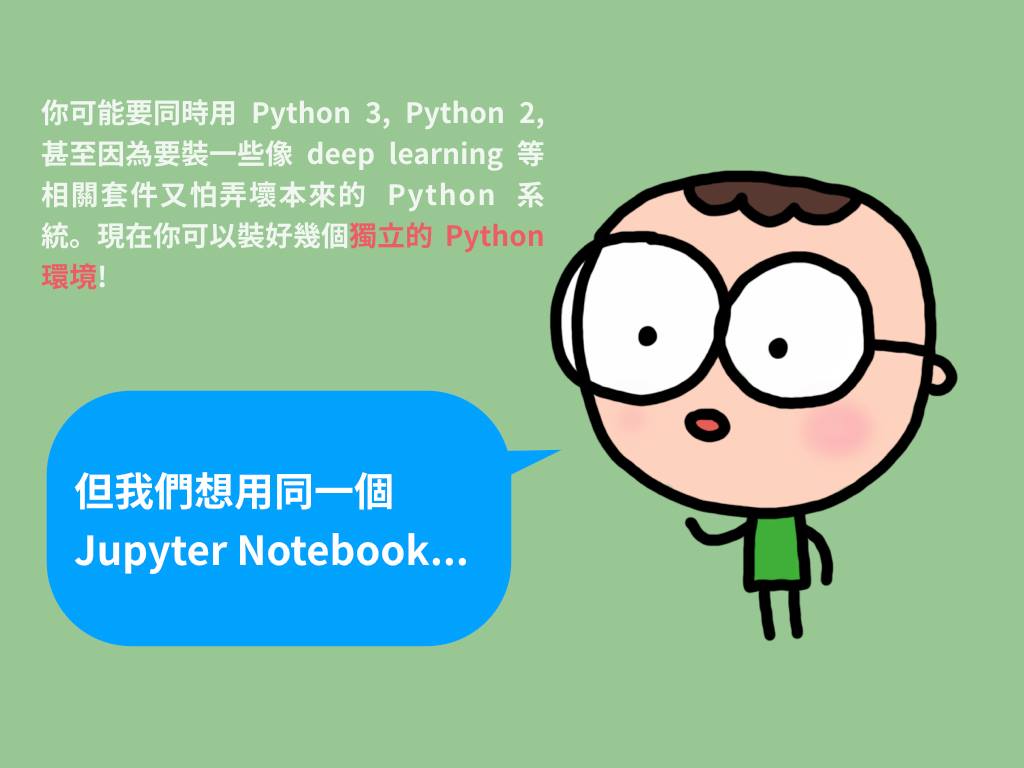 你可能要同時用 Python 3, Python 2,
甚至因為要裝一些像 deep learning 等
相關套件又怕弄壞本來的 Python 系
統。現在你可以裝好幾個獨立的 Python
環境!
但我們想用同一個
Jupyter Notebook...